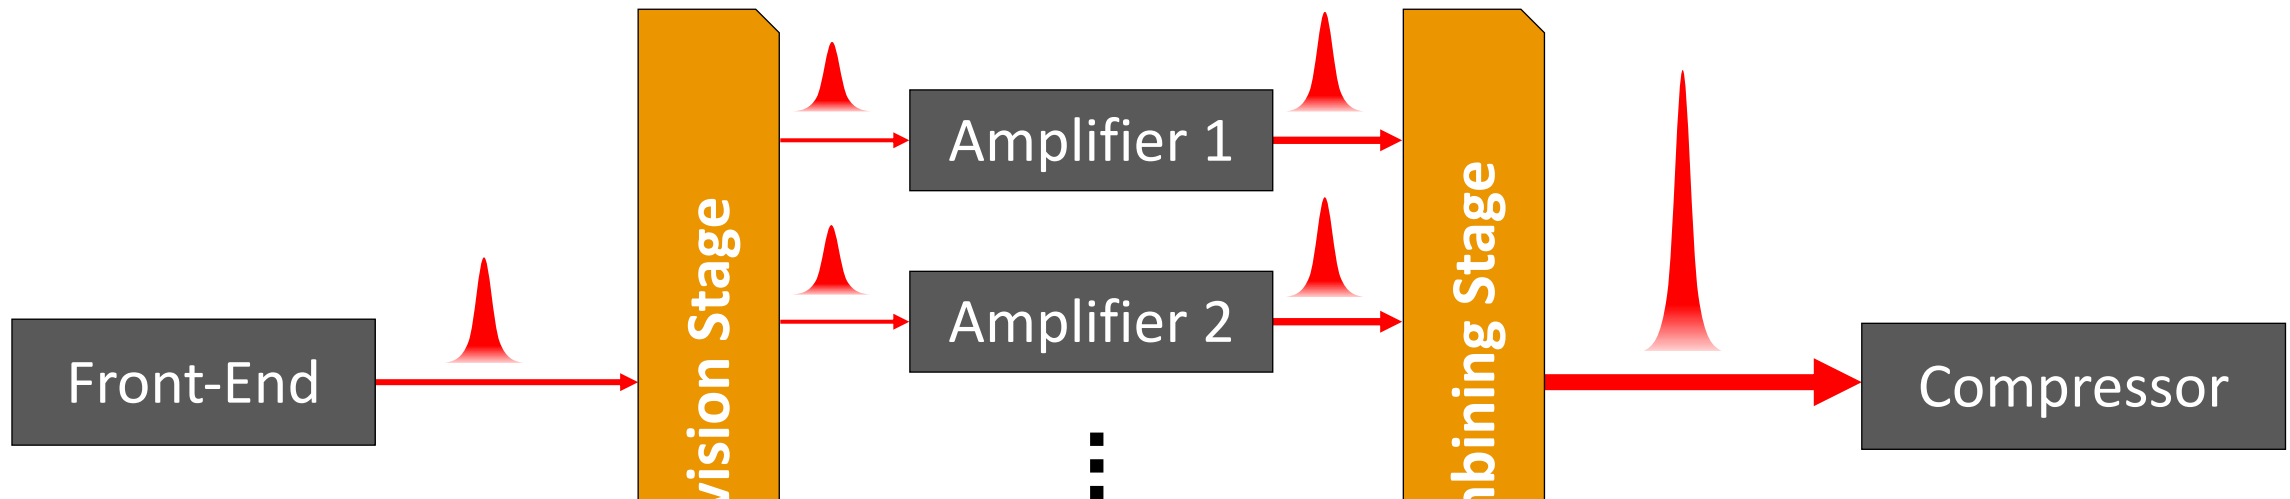 Front-End
vision Stage
Amplifier 1
Amplifier 2
mbining Stage
Compressor